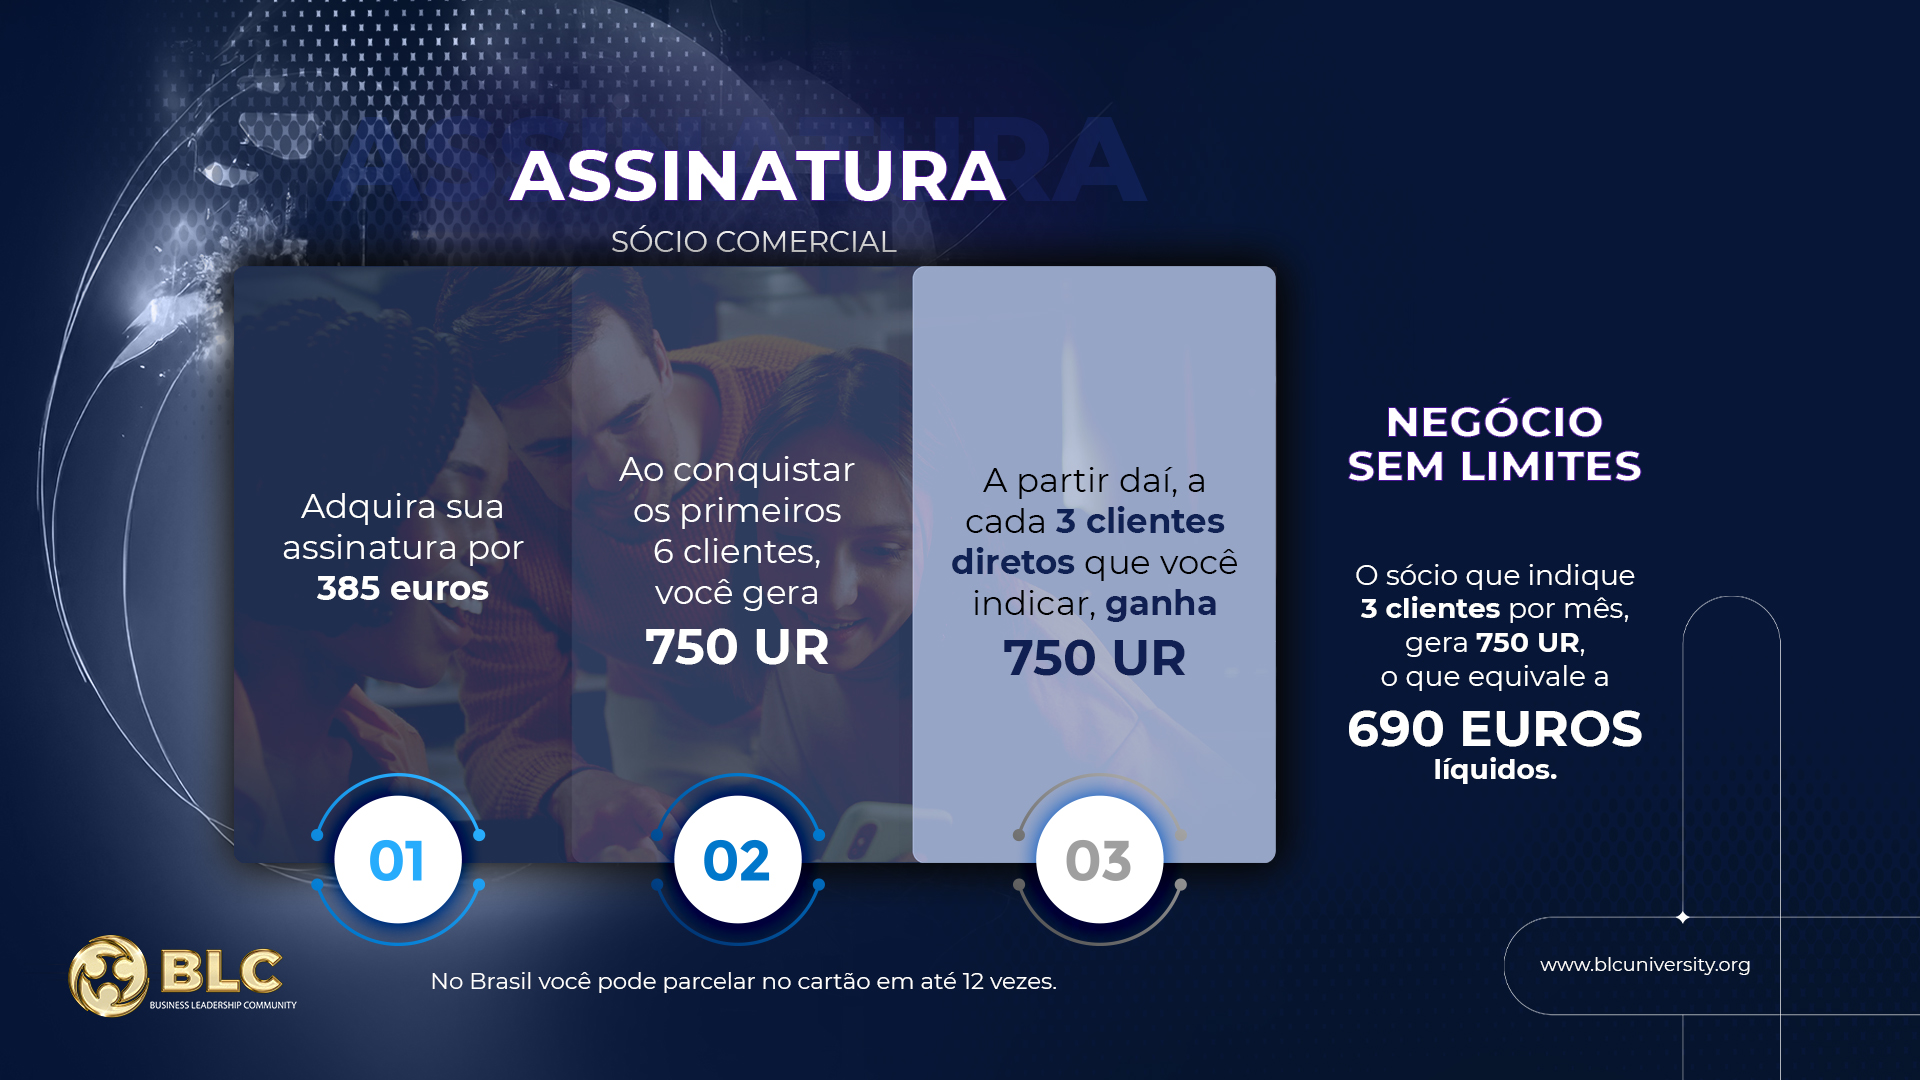 ASSINATURA
ASSINATURA
SÓCIO COMERCIAL
Adquira sua
assinatura por
385 euros
01
Ao conquistar
os primeiros
6 clientes,
você gera
750 UR
02
A partir daí, a
cada 3 clientes
diretos que você
indicar, ganha
750 UR
03
NEGÓCIO
SEM LIMITES
O sócio que indique
3 clientes por mês,
gera 750 UR,
o que equivale a
690 EUROS
líquidos.
BLC
BUSINESS LEADERSHIP COMMUNITY
No Brasil você pode parcelar no cartão em até 12 vezes.
www.blcuniversity.org